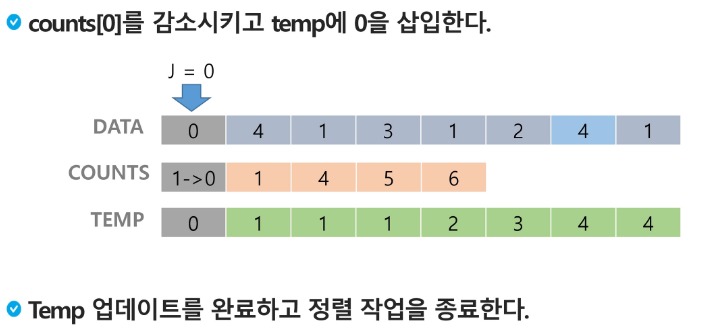 counts[0]를 감소시키고 temp에 0을 삽입한다.
J = 0
DATA 0 4 1 3 1 2 4 1
COUNTS 1->0 1 4 5 6
TEMP 0 1 1 1 2 3 4 4
Temp 업데이트를 완료하고 정렬 작업을 종료한다.